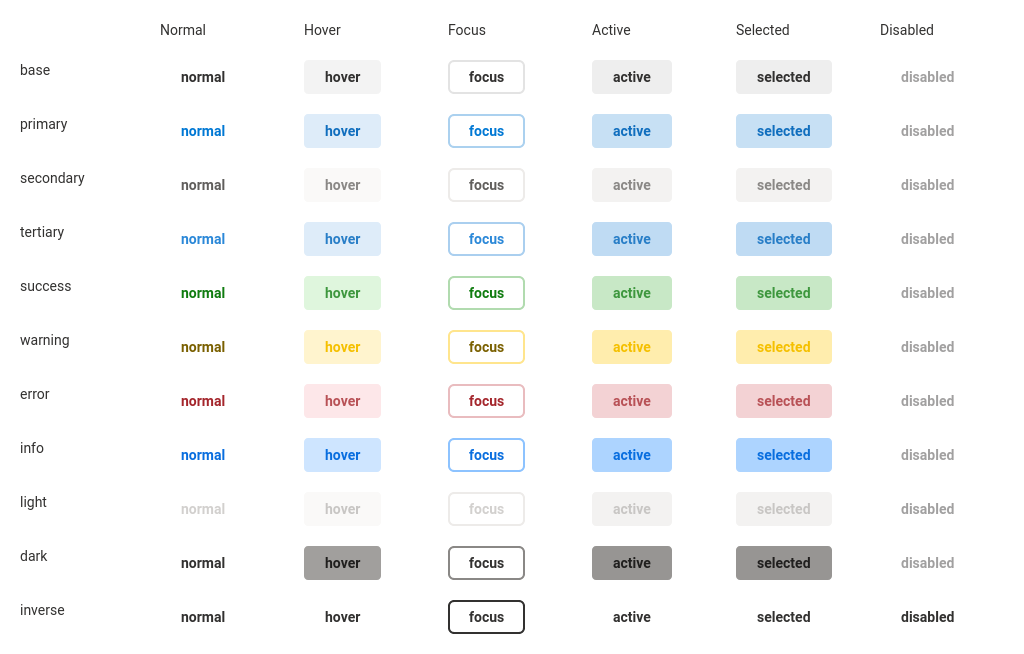 Normal Hover Focus Active Selected Disabled
base normal hover focus active selected disabled
primary normal hover focus active selected disabled
secondary normal hover focus active selected disabled
tertiary normal hover focus active selected disabled
success normal hover focus active selected disabled
warning normal hover focus active selected disabled
error normal hover focus active selected disabled
info normal hover focus active selected disabled
light normal hover focus active selected disabled
dark normal hover focus active selected disabled
inverse normal hover focus active selected disabled